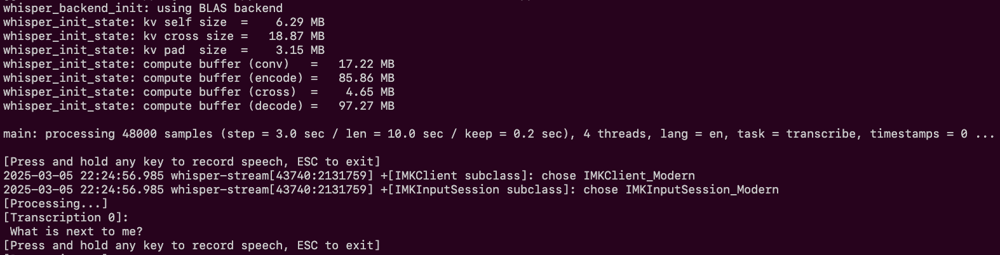 whisper_backend_init: using BLAS backend
whisper_init_state: kv self size  =    6.29 MB
whisper_init_state: kv cross size =   18.87 MB
whisper_init_state: kv pad  size  =    3.15 MB
whisper_init_state: compute buffer (conv)   =   17.22 MB
whisper_init_state: compute buffer (encode) =   85.86 MB
whisper_init_state: compute buffer (cross)  =    4.65 MB
whisper_init_state: compute buffer (decode) =   97.27 MB
main: processing 48000 samples (step = 3.0 sec / len = 10.0 sec / keep = 0.2 sec), 4 threads, lang = en, task = transcribe, timestamps = 0 ...
[Press and hold any key to record speech, ESC to exit]
2025-03-05 22:24:56.985 whisper-stream[43740:2131759] +[IMKClient subclass]: chose IMKClient_Modern
2025-03-05 22:24:56.985 whisper-stream[43740:2131759] +[IMKInputSession subclass]: chose IMKInputSession_Modern
[Processing...]
[Transcription 0]:
 What is next to me?
[Press and hold any key to record speech, ESC to exit]